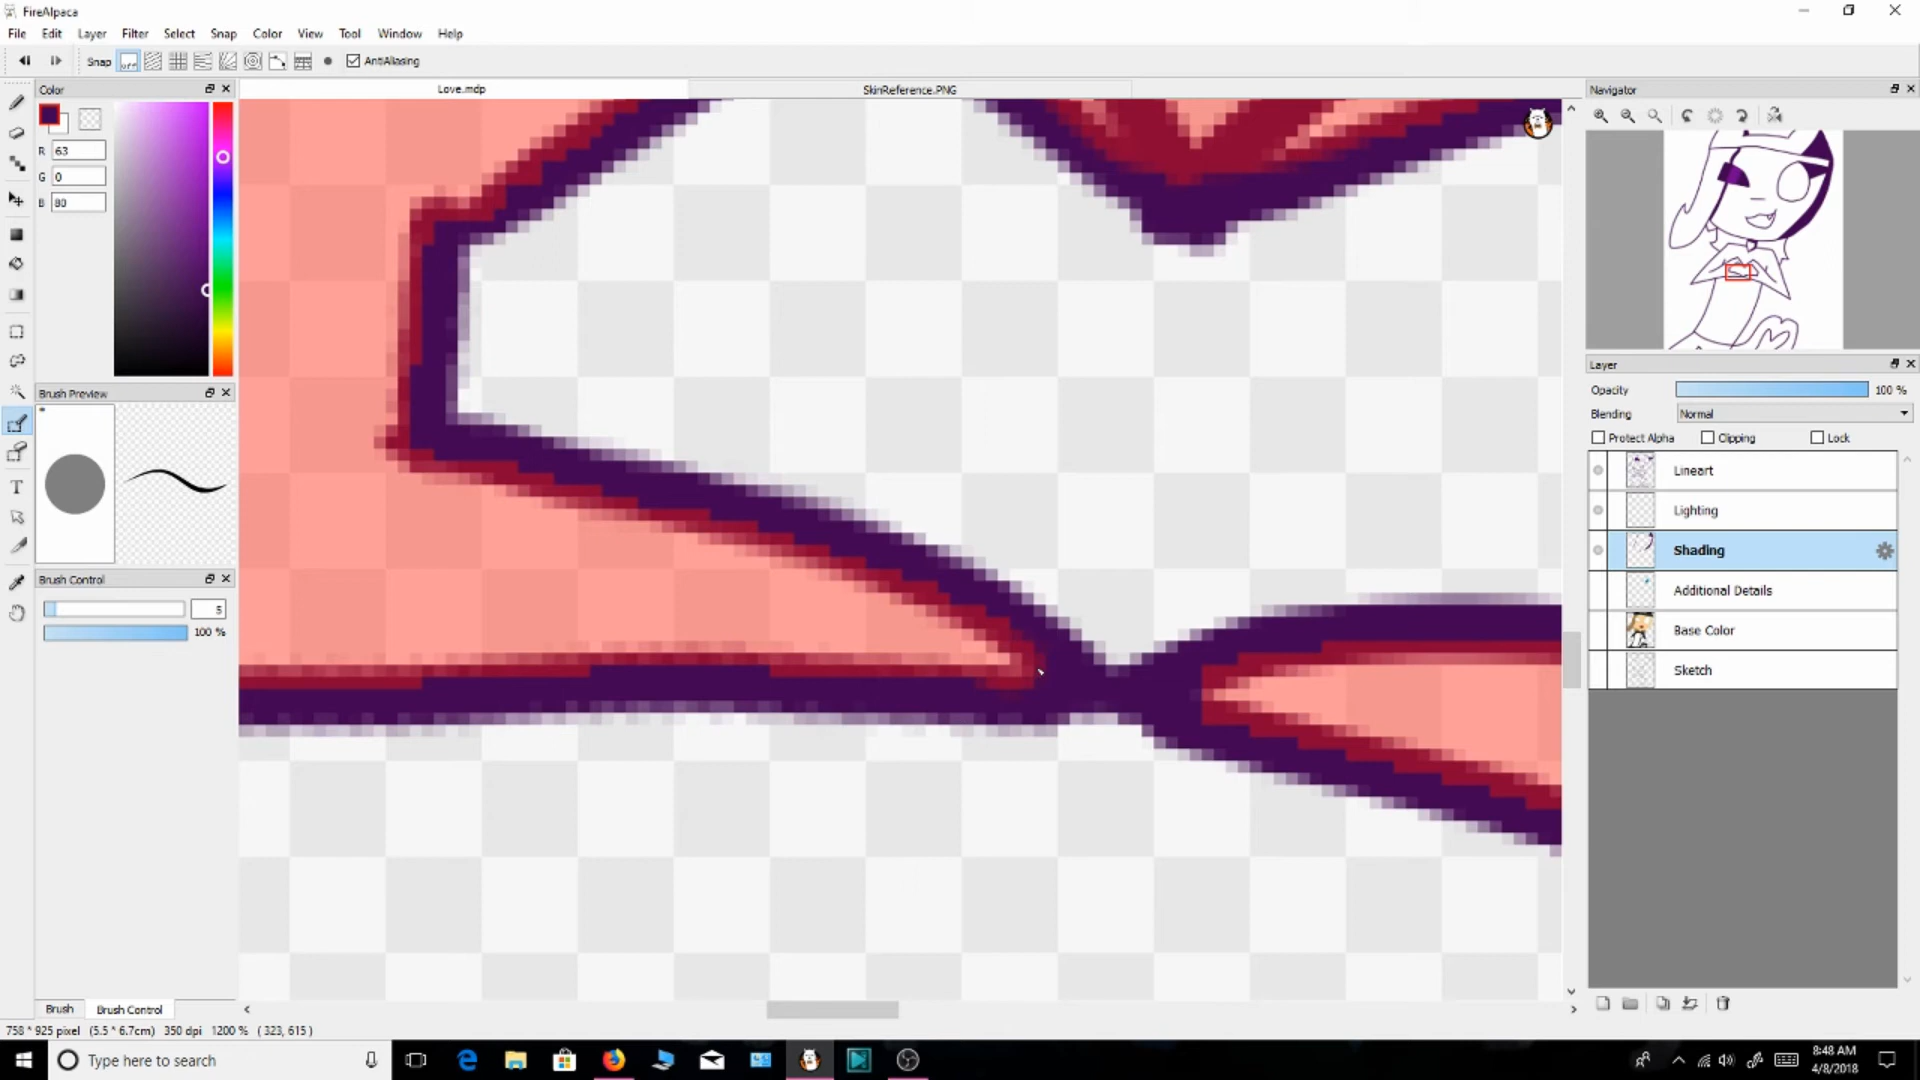 FireAlpaca
File Edit Layer Filter Select Snap Color View Tool Window Help
Snap off AntiAliasing
Color
Love.mdp
SkinReference.PNG
Navigator
R 63
G 0
B 80
Layer
Opacity 100 %
Blending Normal
Protect Alpha Clipping Lock
Brush Preview
Lineart
Lighting
Shading
Additional Details
Base Color
Sketch
T
Brush Control
5
100 %
Brush Brush Control
758 * 925 pixel (5.5 * 6.7cm) 350 dpi 1200 % ( 323, 615 )
Type here to search
8:48 AM
4/8/2018